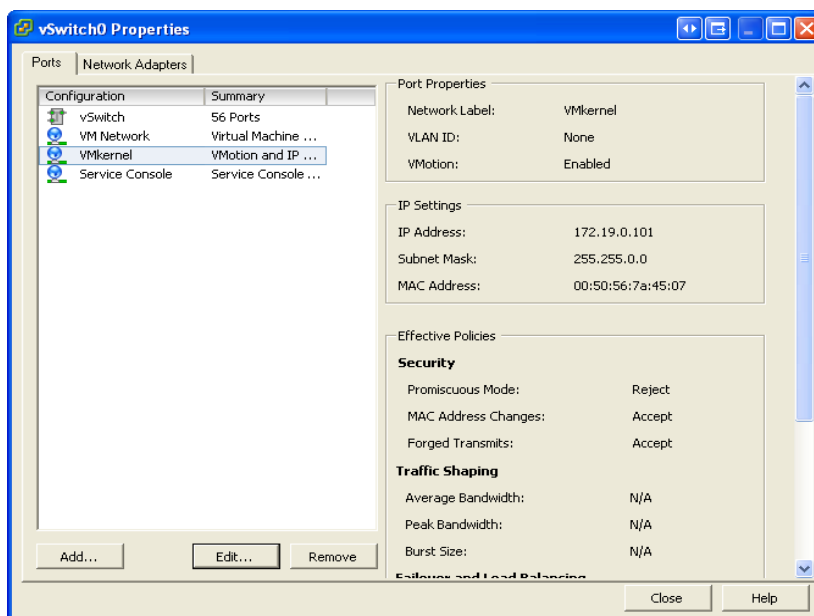 vSwitch0 Properties
Ports Network Adapters
Configuration Summary
vSwitch 56 Ports
VM Network Virtual Machine ...
VMkernel VMotion and IP ...
Service Console Service Console ...
Add... Edit... Remove
Port Properties
Network Label: VMkernel
VLAN ID: None
VMotion: Enabled
IP Settings
IP Address: 172.19.0.101
Subnet Mask: 255.255.0.0
MAC Address: 00:50:56:7a:45:07
Effective Policies
Security
Promiscuous Mode: Reject
MAC Address Changes: Accept
Forged Transmits: Accept
Traffic Shaping
Average Bandwidth: N/A
Peak Bandwidth: N/A
Burst Size: N/A
Failover and Load Balancing
Close Help